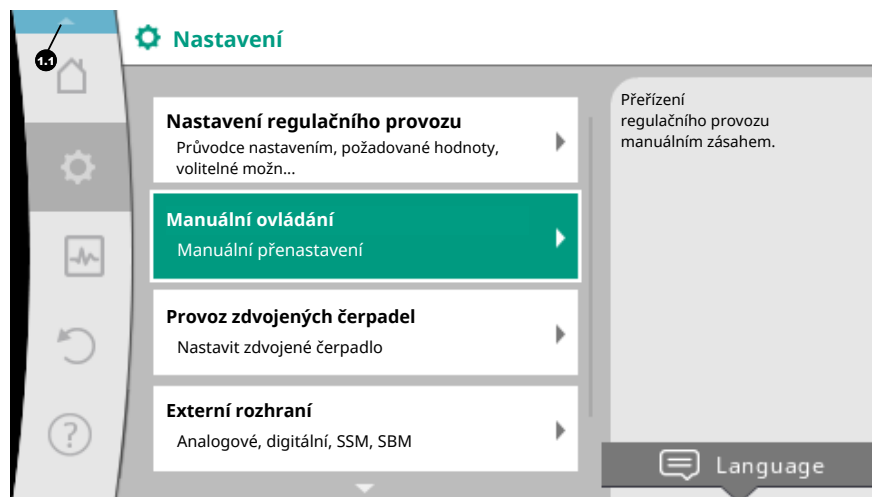 1.1
Nastavení
Nastavení regulačního provozu
Průvodce nastavením, požadované hodnoty,
volitelné možn...
Manuální ovládání
Manuální přenastavení
Provoz zdvojených čerpadel
Nastavit zdvojené čerpadlo
Externí rozhraní
Analogové, digitální, SSM, SBM
Přeřízení
regulačního provozu
manuálním zásahem.
?
Language